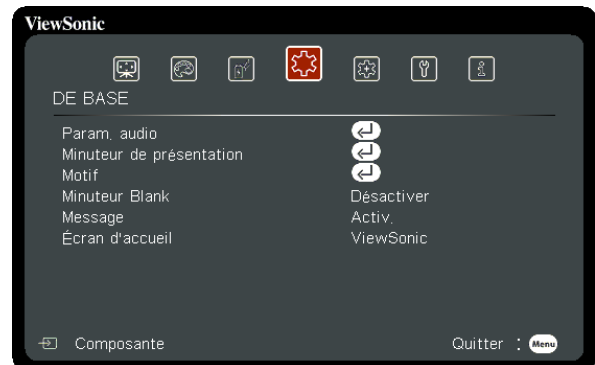 ViewSonic
DE BASE
Param. audio
Minuteur de présentation
Motif
Minuteur Blank Désactiver
Message Activ.
Écran d'accueil ViewSonic
Composante Quitter : Menu